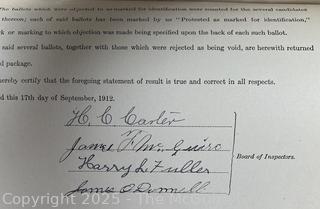 The ballots which were objected to as marked for identification were counted for the several candidates
thereon; each of said ballots has been marked by us "Protested as marked for identification,"
k or marking to which objection was made being specified upon the back of each such ballot.
said several ballots, together with those which were rejected as being void, are herewith returned
d package.
hereby certify that the foregoing statement of result is true and correct in all respects.
d this 17th day of September, 1912.
H. C. Carter
James F. McGuire
Harry L. Fuller
James O'Donnell
Board of Inspectors.
Copyright 2025 -